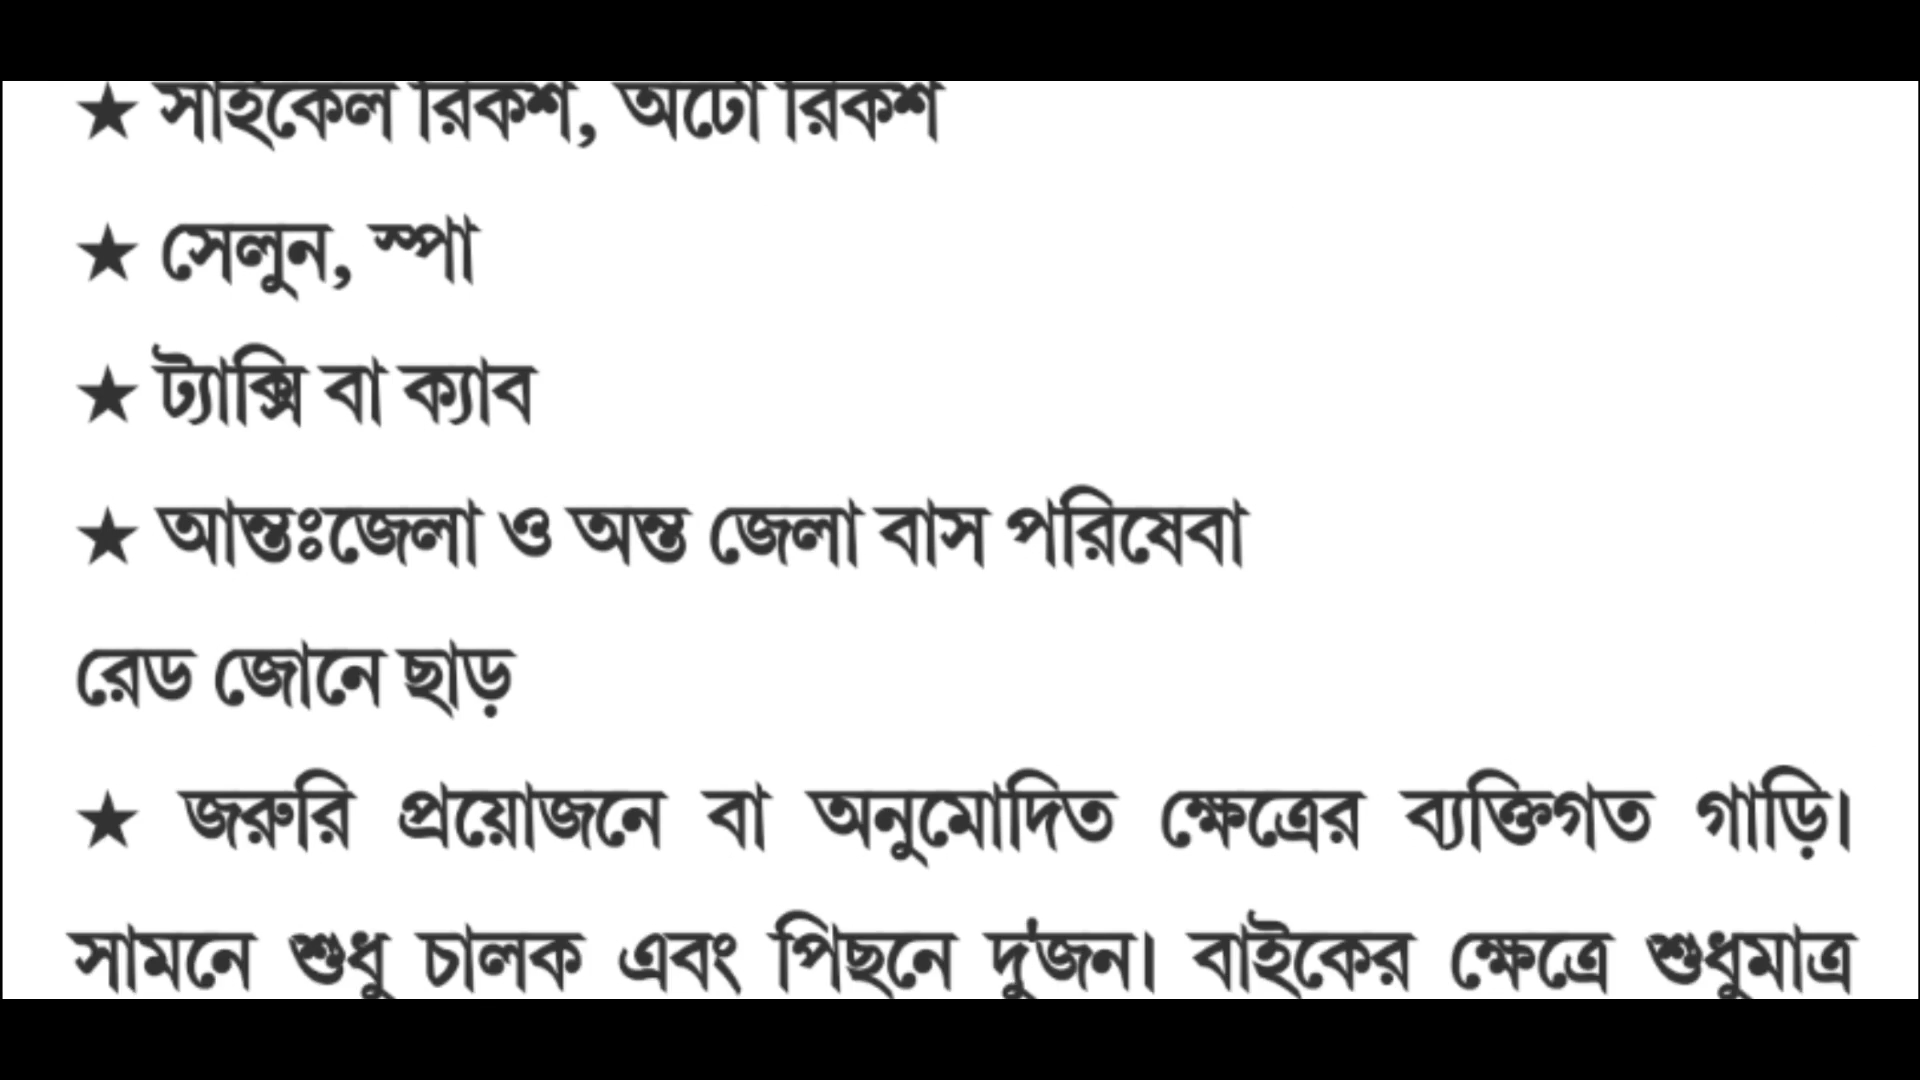 ★ সাইকেল রিকশ, অটো রিকশ
★ সেলুন, স্পা
★ ট্যাক্সি বা ক্যাব
★ আন্তঃজেলা ও অন্ত জেলা বাস পরিষেবা
রেড জোনে ছাড়
★ জরুরি প্রয়োজনে বা অনুমোদিত ক্ষেত্রের ব্যক্তিগত গাড়ি।
সামনে শুধু চালক এবং পিছনে দু'জন। বাইকের ক্ষেত্রে শুধুমাত্র